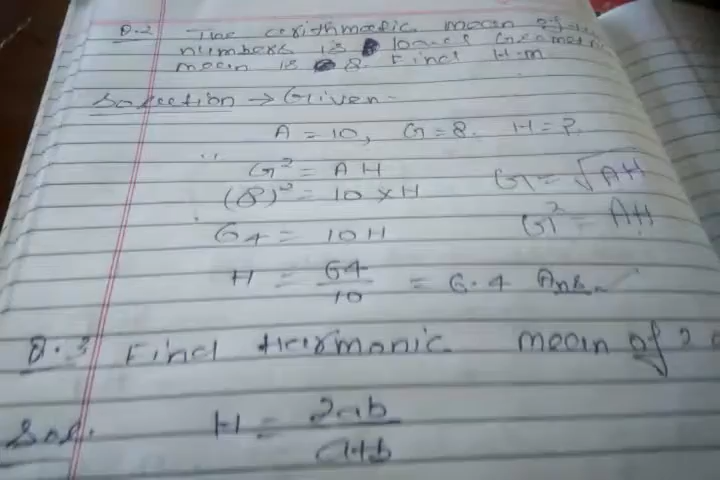 Q.2 The arithmetic mean of
numbers is 10 and Geometric
mean is 8. Find H.m
Solection → Given -
A = 10, G = 8. H = ?
∵ G² = AH
(8)² = 10 × H
64 = 10H
H = 64/10 = 6.4 Ans.
G = √AH
G² = AH
Q.3 Find Harmonic mean of 2
Sol. H = 2ab/a+b